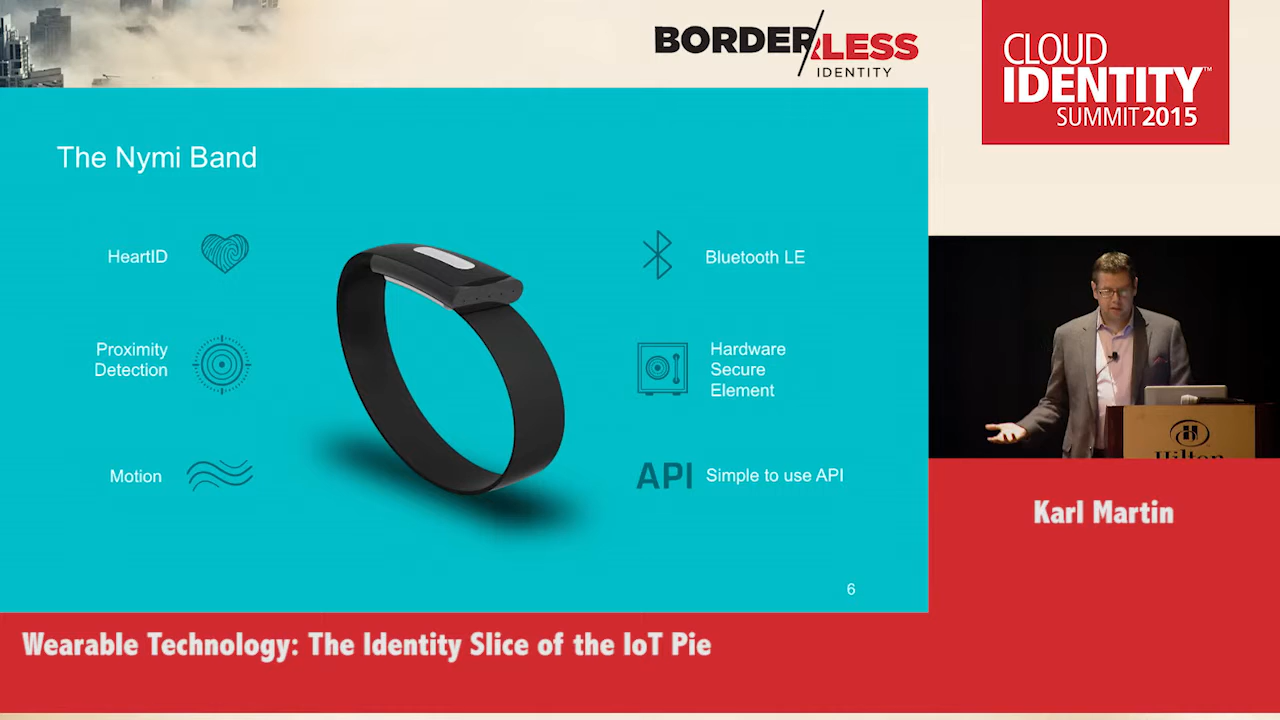 BORDERLESS
IDENTITY
CLOUD
IDENTITY™
SUMMIT 2015
The Nymi Band
HeartID
Proximity
Detection
Motion
Bluetooth LE
Hardware
Secure
Element
API
Simple to use API
6
Hilton
Karl Martin
Wearable Technology: The Identity Slice of the IoT Pie